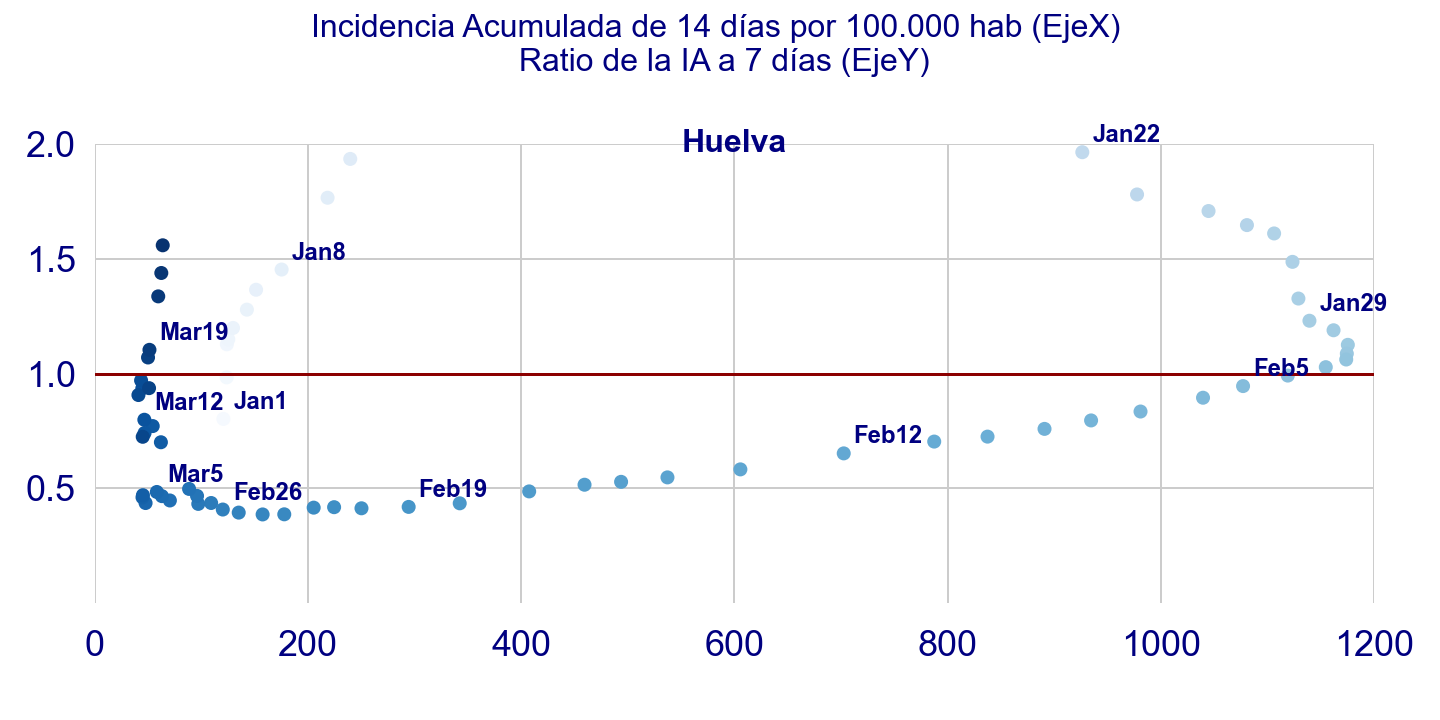 Incidencia Acumulada de 14 días por 100.000 hab (EjeX)
Ratio de la IA a 7 días (EjeY)
Huelva
2.0
Jan22
1.5
Jan8
Jan29
Mar19
1.0
Feb5
Mar12
Jan1
Feb12
Mar5
0.5
Feb26
Feb19
0
200
400
600
800
1000
1200